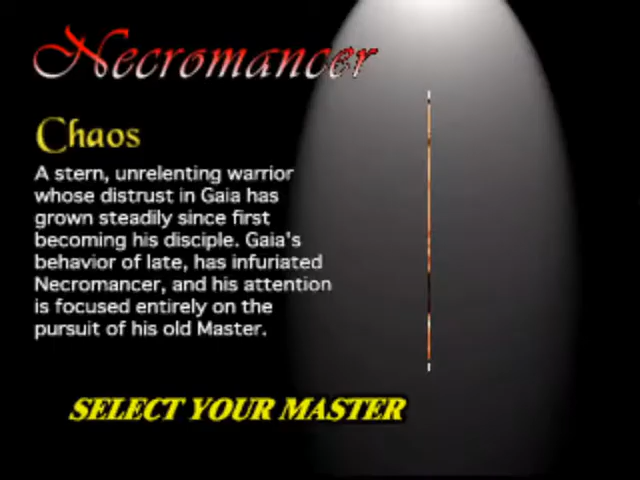 Necromancer
Chaos
A stern, unrelenting warrior
whose distrust in Gaia has
grown steadily since first
becoming his disciple. Gaia's
behavior of late, has infuriated
Necromancer, and his attention
is focused entirely on the
pursuit of his old Master.
SELECT YOUR MASTER